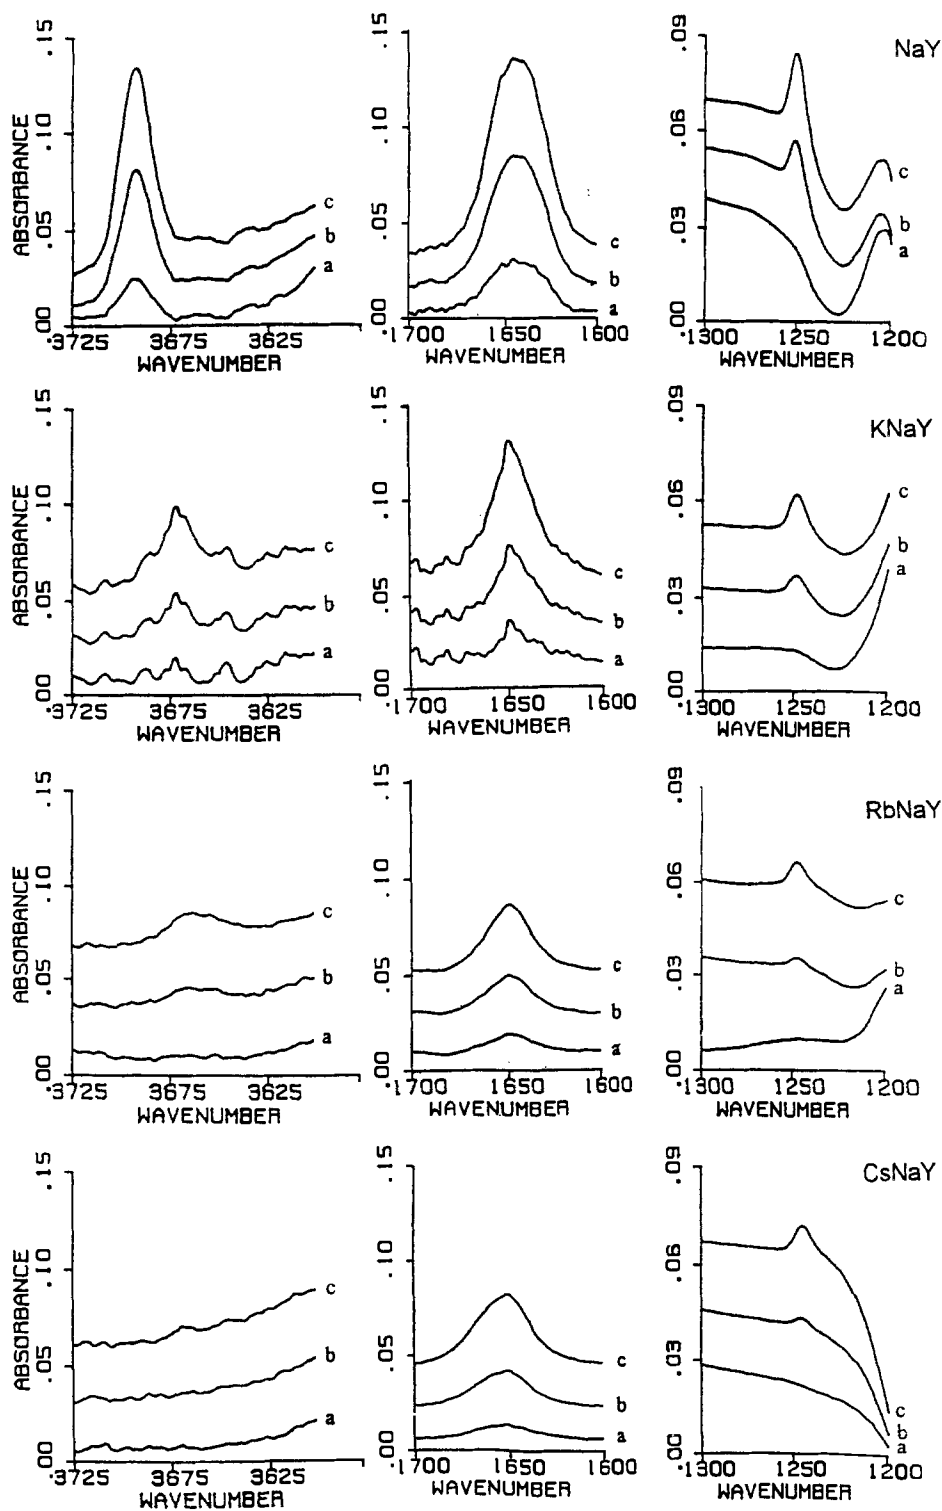 NaY
ABSORBANCE
.15
.10
.05
.00
c
b
a
3725
3675
3625
WAVENUMBER
.15
.10
.05
.00
c
b
a
1700
1650
1600
WAVENUMBER
.09
.06
.03
.00
c
b
a
1300
1250
1200
WAVENUMBER
KNaY
ABSORBANCE
.15
.10
.05
.00
c
b
a
3725
3675
3625
WAVENUMBER
.15
.10
.05
.00
c
b
a
1700
1650
1600
WAVENUMBER
.09
.06
.03
.00
c
b
a
1300
1250
1200
WAVENUMBER
RbNaY
ABSORBANCE
.15
.10
.05
.00
c
b
a
3725
3675
3625
WAVENUMBER
.15
.10
.05
.00
c
b
a
1700
1650
1600
WAVENUMBER
.09
.06
.03
.00
c
b
a
1300
1250
1200
WAVENUMBER
CsNaY
ABSORBANCE
.15
.10
.05
.00
c
b
a
3725
3675
3625
WAVENUMBER
.15
.10
.05
.00
c
b
a
1700
1650
1600
WAVENUMBER
.09
.06
.03
.00
c
b
a
1300
1250
1200
WAVENUMBER